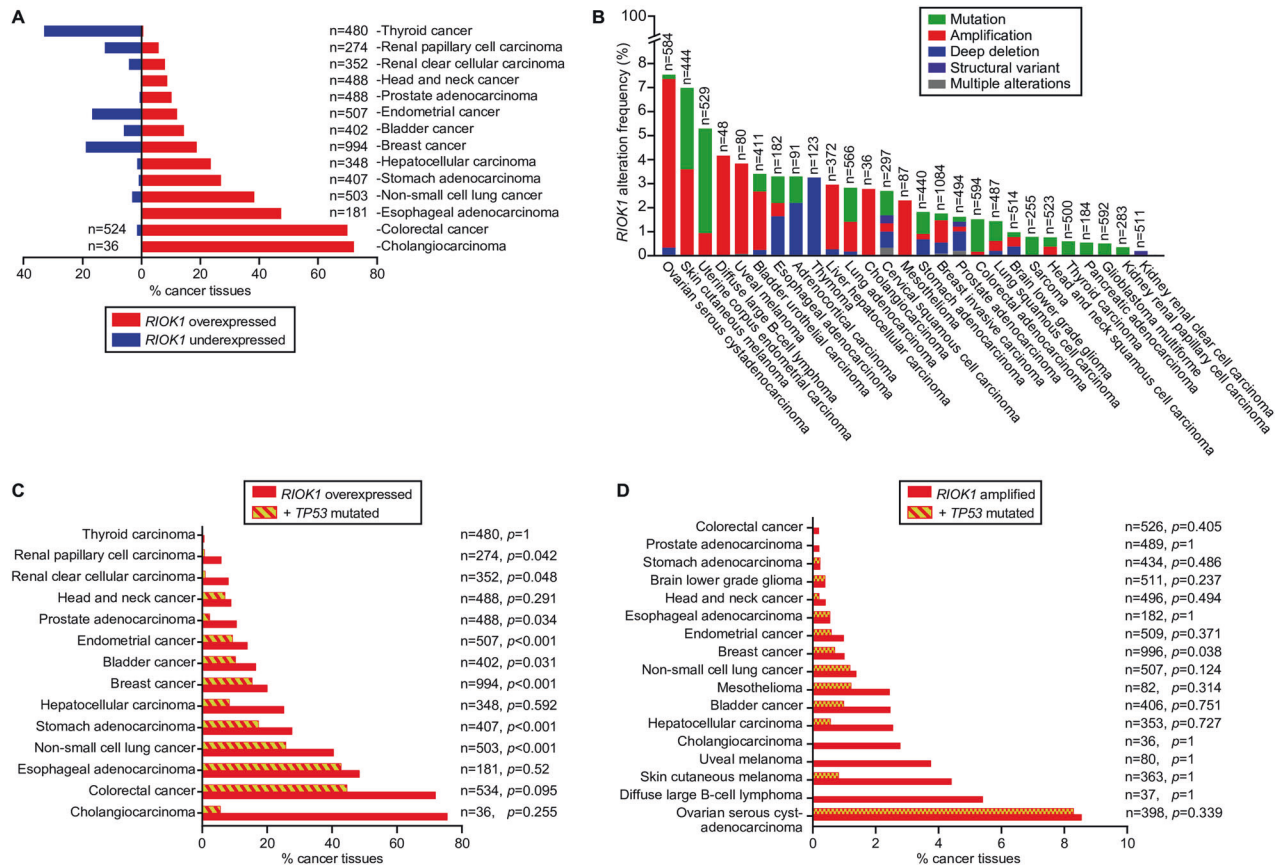 A
n=480 -Thyroid cancer
n=274 -Renal papillary cell carcinoma
n=352 -Renal clear cellular carcinoma
n=488 -Head and neck cancer
n=488 -Prostate adenocarcinoma
n=507 -Endometrial cancer
n=402 -Bladder cancer
n=994 -Breast cancer
n=348 -Hepatocellular carcinoma
n=407 -Stomach adenocarcinoma
n=503 -Non-small cell lung cancer
n=181 -Esophageal adenocarcinoma
n=524 -Colorectal cancer
n=36 -Cholangiocarcinoma
40 20 0 20 40 60 80
% cancer tissues
RIOK1 overexpressed
RIOK1 underexpressed
B
RIOK1 alteration frequency (%)
100
8
7
6
5
4
3
2
1
0
Mutation
Amplification
Deep deletion
Structural variant
Multiple alterations
n=584
n=444
n=529
n=48
n=80
n=411
n=182
n=91
n=123
n=372
n=566
n=36
n=297
n=87
n=440
n=1084
n=494
n=594
n=487
n=514
n=255
n=523
n=500
n=184
n=592
n=283
n=511
Ovarian serous cystadenocarcinoma
Skin cutaneous melanoma
Uterine corpus endometrial carcinoma
Diffuse large B-cell lymphoma
Uveal melanoma
Bladder urothelial carcinoma
Esophageal adenocarcinoma
Adrenocortical carcinoma
Thymoma
Liver hepatocellular carcinoma
Lung adenocarcinoma
Cholangiocarcinoma
Cervical squamous cell carcinoma
Mesothelioma
Stomach adenocarcinoma
Breast invasive carcinoma
Prostate adenocarcinoma
Colorectal adenocarcinoma
Lung squamous cell carcinoma
Brain lower grade glioma
Sarcoma
Head and neck squamous cell carcinoma
Thyroid carcinoma
Pancreatic adenocarcinoma
Glioblastoma multiforme
Kidney renal papillary cell carcinoma
Kidney renal clear cell carcinoma
C
RIOK1 overexpressed
+ TP53 mutated
Thyroid carcinoma n=480, p=1
Renal papillary cell carcinoma n=274, p=0.042
Renal clear cellular carcinoma n=352, p=0.048
Head and neck cancer n=488, p=0.291
Prostate adenocarcinoma n=488, p=0.034
Endometrial cancer n=507, p<0.001
Bladder cancer n=402, p=0.031
Breast cancer n=994, p<0.001
Hepatocellular carcinoma n=348, p=0.592
Stomach adenocarcinoma n=407, p<0.001
Non-small cell lung cancer n=503, p<0.001
Esophageal adenocarcinoma n=181, p=0.52
Colorectal cancer n=534, p=0.095
Cholangiocarcinoma n=36, p=0.255
0 20 40 60 80
% cancer tissues
D
RIOK1 amplified
+ TP53 mutated
Colorectal cancer n=526, p=0.405
Prostate adenocarcinoma n=489, p=1
Stomach adenocarcinoma n=434, p=0.486
Brain lower grade glioma n=511, p=0.237
Head and neck cancer n=496, p=0.494
Esophageal adenocarcinoma n=182, p=1
Endometrial cancer n=509, p=0.371
Breast cancer n=996, p=0.038
Non-small cell lung cancer n=507, p=0.124
Mesothelioma n=82, p=0.314
Bladder cancer n=406, p=0.751
Hepatocellular carcinoma n=353, p=0.727
Cholangiocarcinoma n=36, p=1
Uveal melanoma n=80, p=1
Skin cutaneous melanoma n=363, p=1
Diffuse large B-cell lymphoma n=37, p=1
Ovarian serous cyst-
adenocarcinoma n=398, p=0.339
0 2 4 6 8 10
% cancer tissues